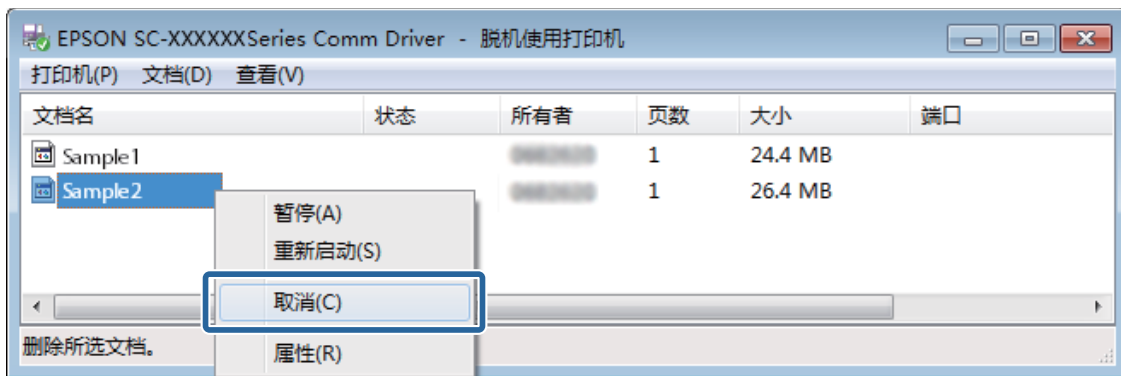 EPSON SC-XXXXXXSeries Comm Driver - 脱机使用打印机
打印机(P) 文档(D) 查看(V)
文档名 状态 所有者 页数 大小 端口
Sample1 1 24.4 MB
Sample2 1 26.4 MB
暂停(A)
重新启动(S)
取消(C)
删除所选文档。
属性(R)